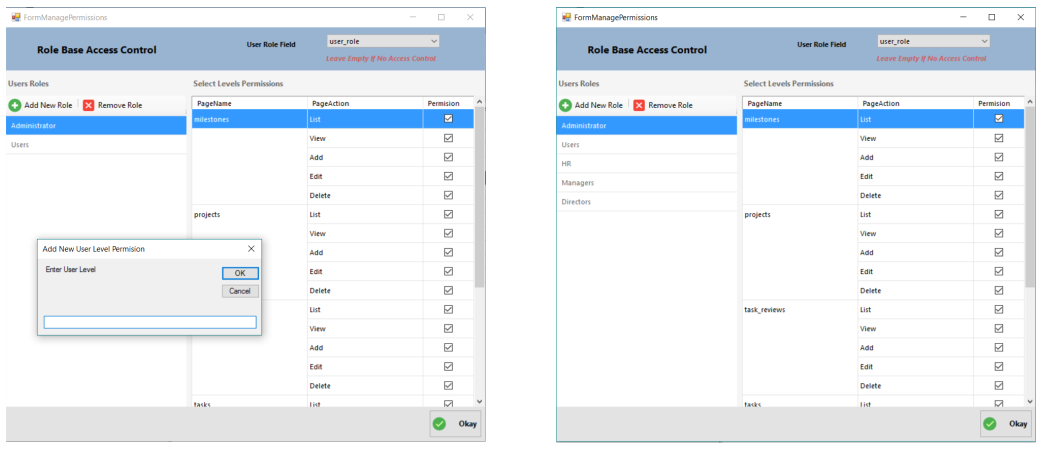 FormManagePermissions
Role Base Access Control
User Role Field
user_role
Leave Empty If No Access Control
Users Roles
Select Levels Permissions
Add New Role
Remove Role
PageName
PageAction
Permision
Administrator
milestones
List
Users
View
Add
Edit
Delete
projects
List
View
Add
Edit
Delete
List
View
Add
Edit
Delete
tasks
List
Add New User Level Permision
Enter User Level
OK
Cancel
Okay
FormManagePermissions
Role Base Access Control
User Role Field
user_role
Leave Empty If No Access Control
Users Roles
Select Levels Permissions
Add New Role
Remove Role
PageName
PageAction
Permision
Administrator
milestones
List
Users
View
HR
Add
Managers
Edit
Directors
Delete
projects
List
View
Add
Edit
Delete
task_reviews
List
View
Add
Edit
Delete
tasks
List
Okay